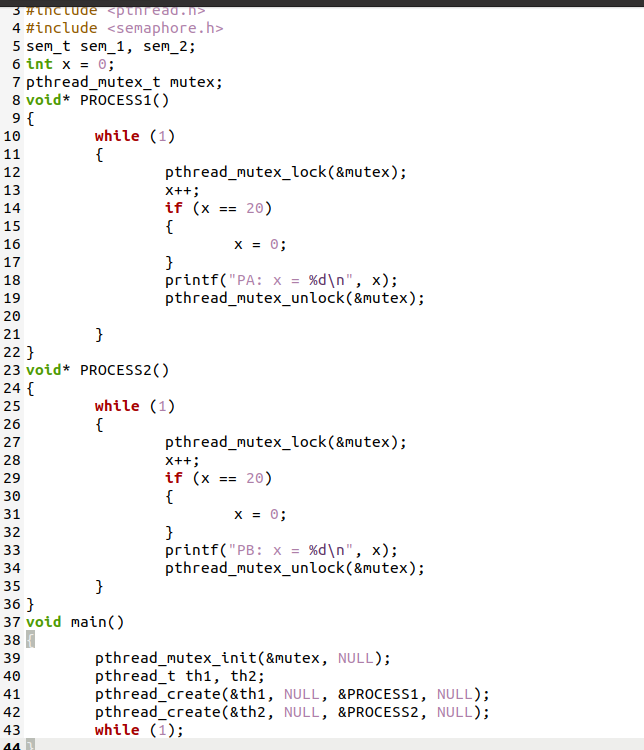 3 #include <pthread.h>
4 #include <semaphore.h>
5 sem_t sem_1, sem_2;
6 int x = 0;
7 pthread_mutex_t mutex;
8 void* PROCESS1()
9 {
10         while (1)
11         {
12                 pthread_mutex_lock(&mutex);
13                 x++;
14                 if (x == 20)
15                 {
16                         x = 0;
17                 }
18                 printf("PA: x = %d\n", x);
19                 pthread_mutex_unlock(&mutex);
20
21         }
22 }
23 void* PROCESS2()
24 {
25         while (1)
26         {
27                 pthread_mutex_lock(&mutex);
28                 x++;
29                 if (x == 20)
30                 {
31                         x = 0;
32                 }
33                 printf("PB: x = %d\n", x);
34                 pthread_mutex_unlock(&mutex);
35         }
36 }
37 void main()
38 {
39         pthread_mutex_init(&mutex, NULL);
40         pthread_t th1, th2;
41         pthread_create(&th1, NULL, &PROCESS1, NULL);
42         pthread_create(&th2, NULL, &PROCESS2, NULL);
43         while (1);
44 }